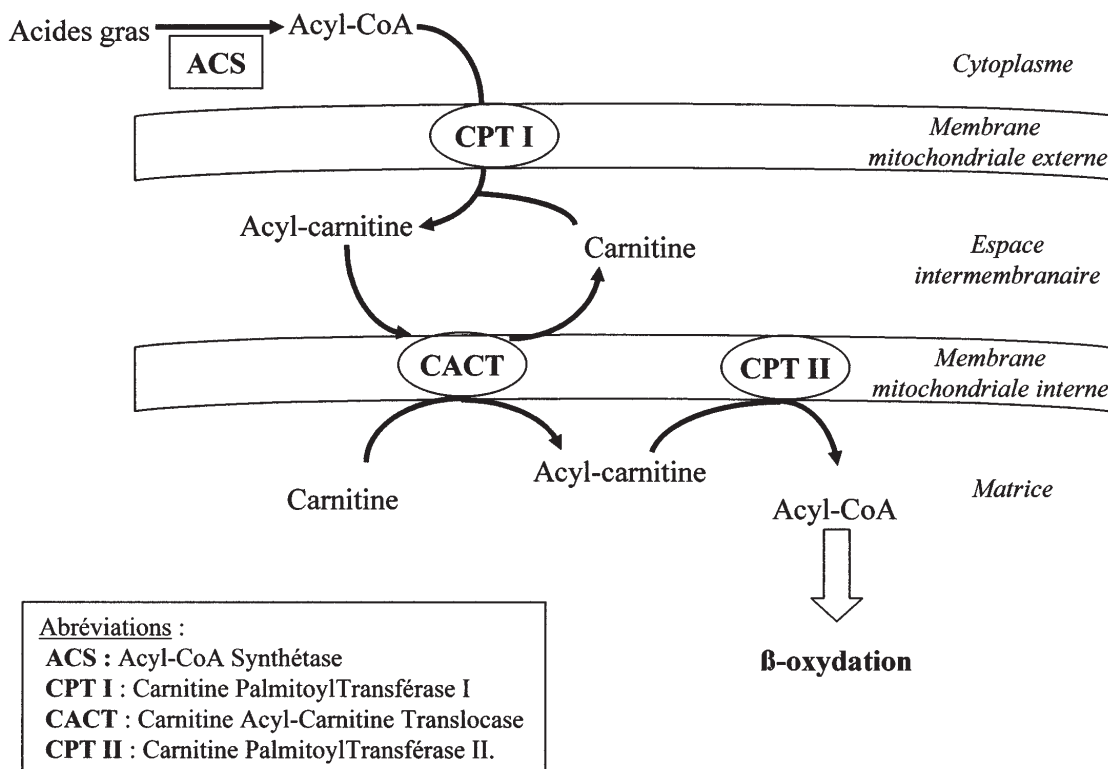 Acides gras
Acyl-CoA
ACS
Cytoplasme
CPT I
Membrane
mitochondriale externe
Acyl-carnitine
Carnitine
Espace
intermembranaire
CACT
CPT II
Membrane
mitochondriale interne
Carnitine
Acyl-carnitine
Matrice
Acyl-CoA
ß-oxydation
Abréviations :
ACS : Acyl-CoA Synthétase
CPT I : Carnitine PalmitoylTransférase I
CACT : Carnitine Acyl-Carnitine Translocase
CPT II : Carnitine PalmitoylTransférase II.